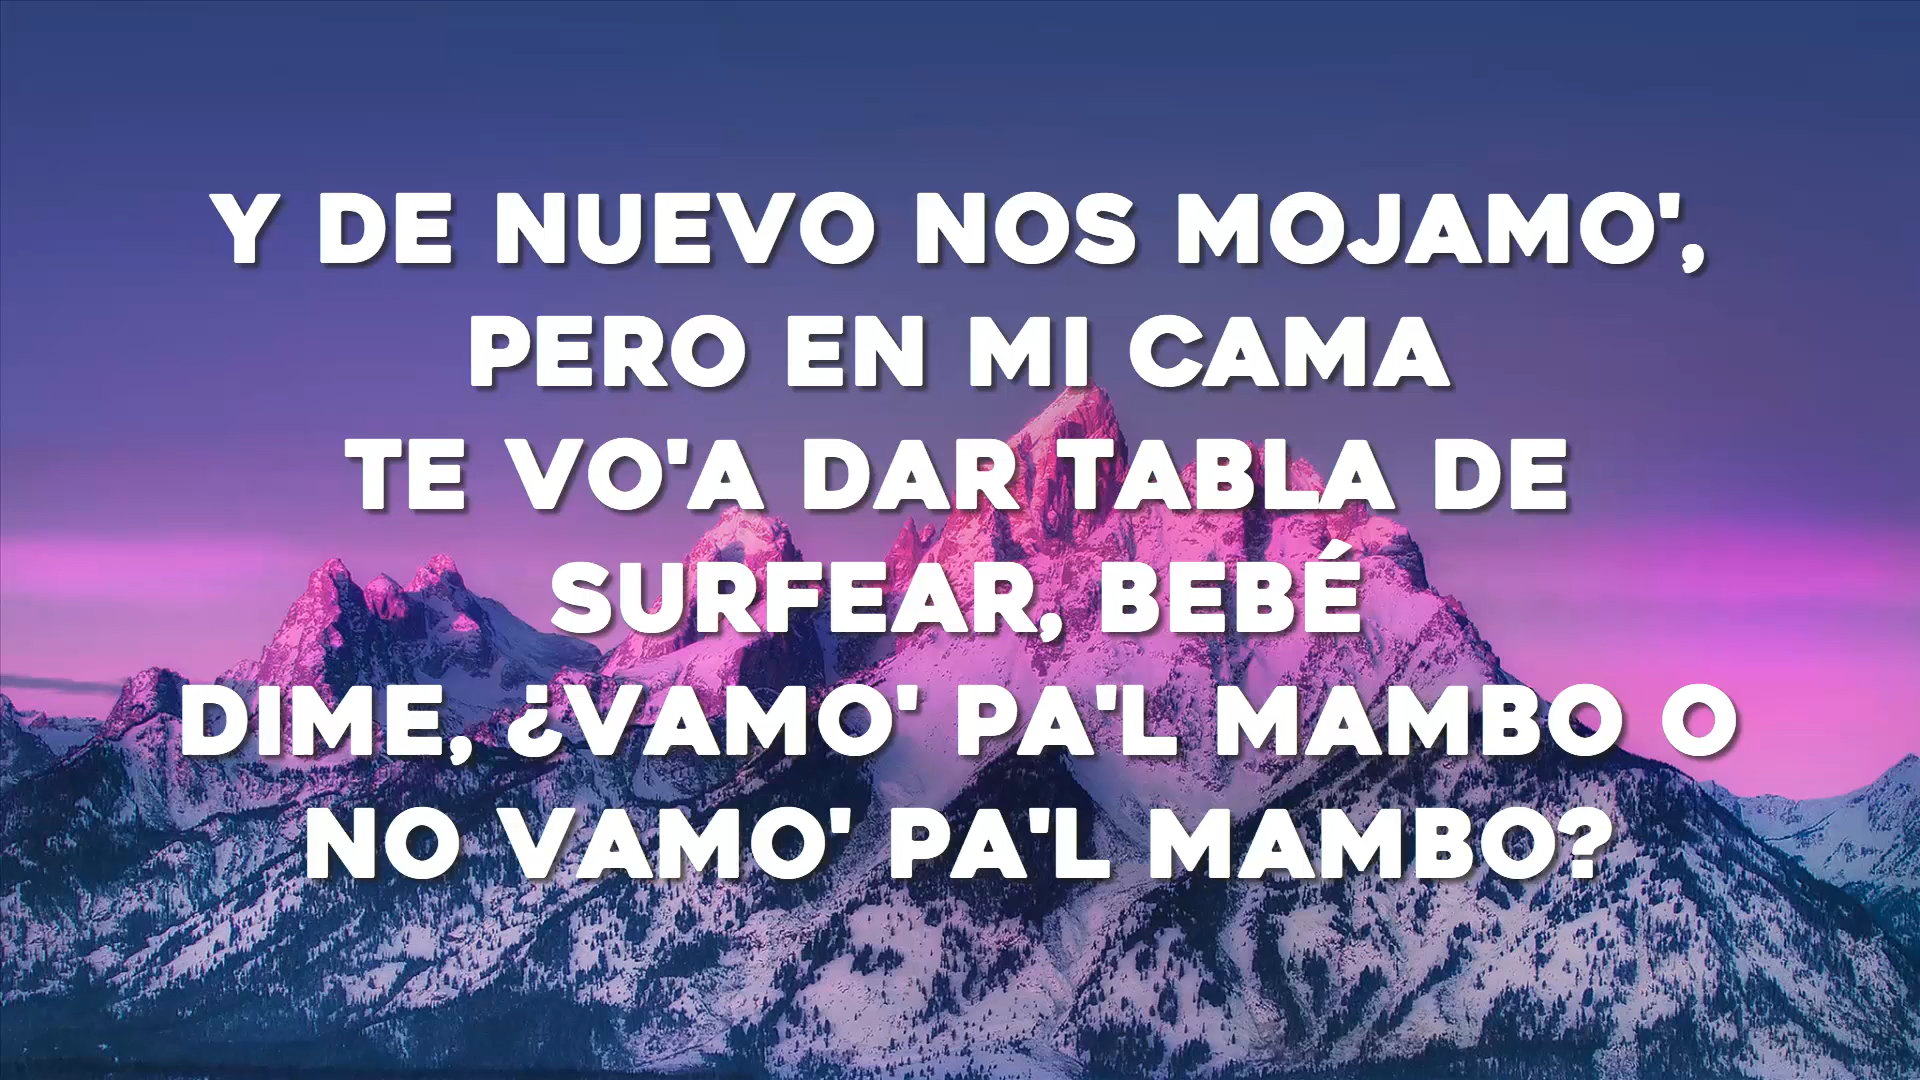 Y DE NUEVO NOS MOJAMO',
PERO EN MI CAMA
TE VO'A DAR TABLA DE
SURFEAR, BEBÉ
DIME, ¿VAMO' PA'L MAMBO O
NO VAMO' PA'L MAMBO?